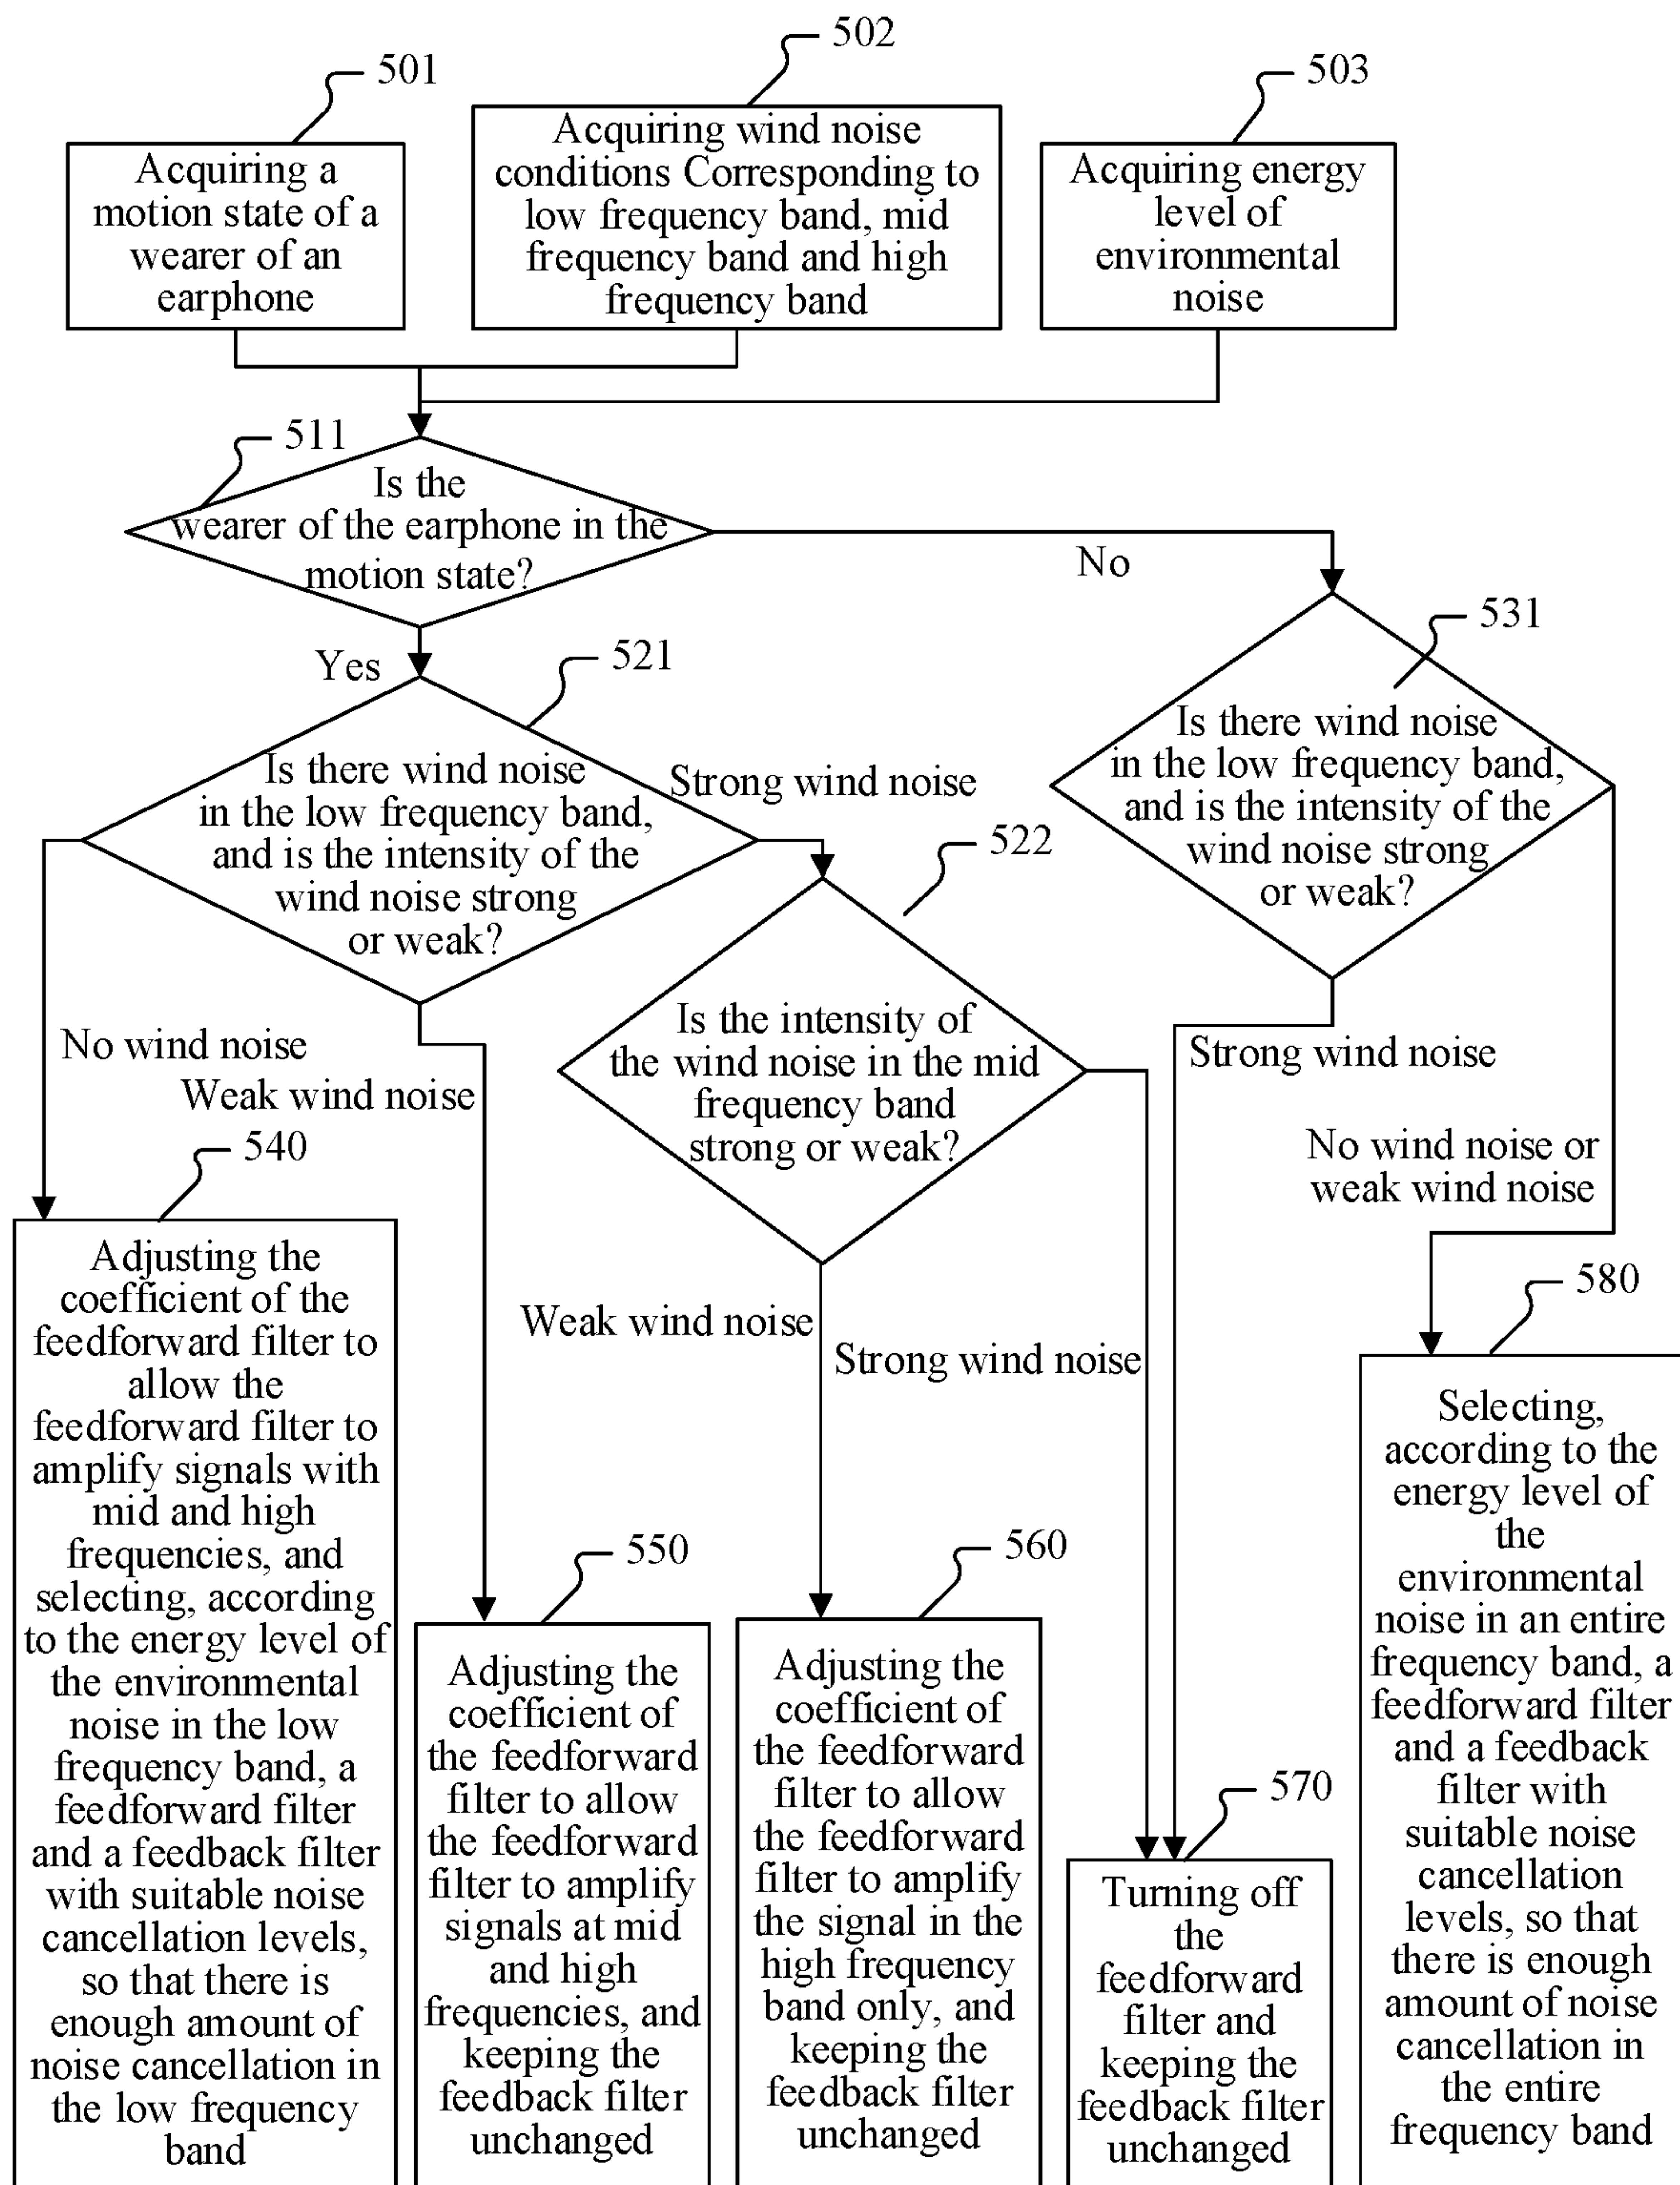 501
502
503
Acquiring a
motion state of a
wearer of an
earphone
Acquiring wind noise
conditions Corresponding to
low frequency band, mid
frequency band and high
frequency band
Acquiring energy
level of
environmental
noise
511
Is the
wearer of the earphone in the
motion state?
No
Yes
521
531
Is there wind noise
in the low frequency band,
and is the intensity of the
wind noise strong
or weak?
Strong wind noise
522
Is there wind noise
in the low frequency band,
and is the intensity of the
wind noise strong
or weak?
No wind noise
Weak wind noise
Is the intensity of
the wind noise in the mid
frequency band
strong or weak?
Strong wind noise
No wind noise or
weak wind noise
540
Weak wind noise
Strong wind noise
580
Adjusting the
coefficient of the
feedforward filter to
allow the
feedforward filter to
amplify signals with
mid and high
frequencies, and
selecting, according
to the energy level of
the environmental
noise in the low
frequency band, a
feedforward filter
and a feedback filter
with suitable noise
cancellation levels,
so that there is
enough amount of
noise cancellation in
the low frequency
band
550
Adjusting the
coefficient of
the feedforward
filter to allow
the feedforward
filter to amplify
signals at mid
and high
frequencies, and
keeping the
feedback filter
unchanged
560
Adjusting the
coefficient of
the feedforward
filter to allow
the feedforward
filter to amplify
the signal in the
high frequency
band only, and
keeping the
feedback filter
unchanged
570
Turning off
the
feedforward
filter and
keeping the
feedback filter
unchanged
Selecting,
according to the
energy level of
the
environmental
noise in an entire
frequency band, a
feedforward filter
and a feedback
filter with
suitable noise
cancellation
levels, so that
there is enough
amount of noise
cancellation in
the entire
frequency band